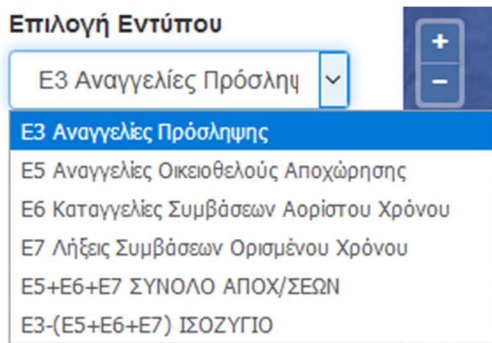 Επιλογή Εντύπου
Ε3 Αναγγελίες Πρόσληψ
+
−
Ε3 Αναγγελίες Πρόσληψης
Ε5 Αναγγελίες Οικειοθελούς Αποχώρησης
Ε6 Καταγγελίες Συμβάσεων Αορίστου Χρόνου
Ε7 Λήξεις Συμβάσεων Ορισμένου Χρόνου
Ε5+Ε6+Ε7 ΣΥΝΟΛΟ ΑΠΟΧ/ΣΕΩΝ
Ε3-(Ε5+Ε6+Ε7) ΙΣΟΖΥΓΙΟ